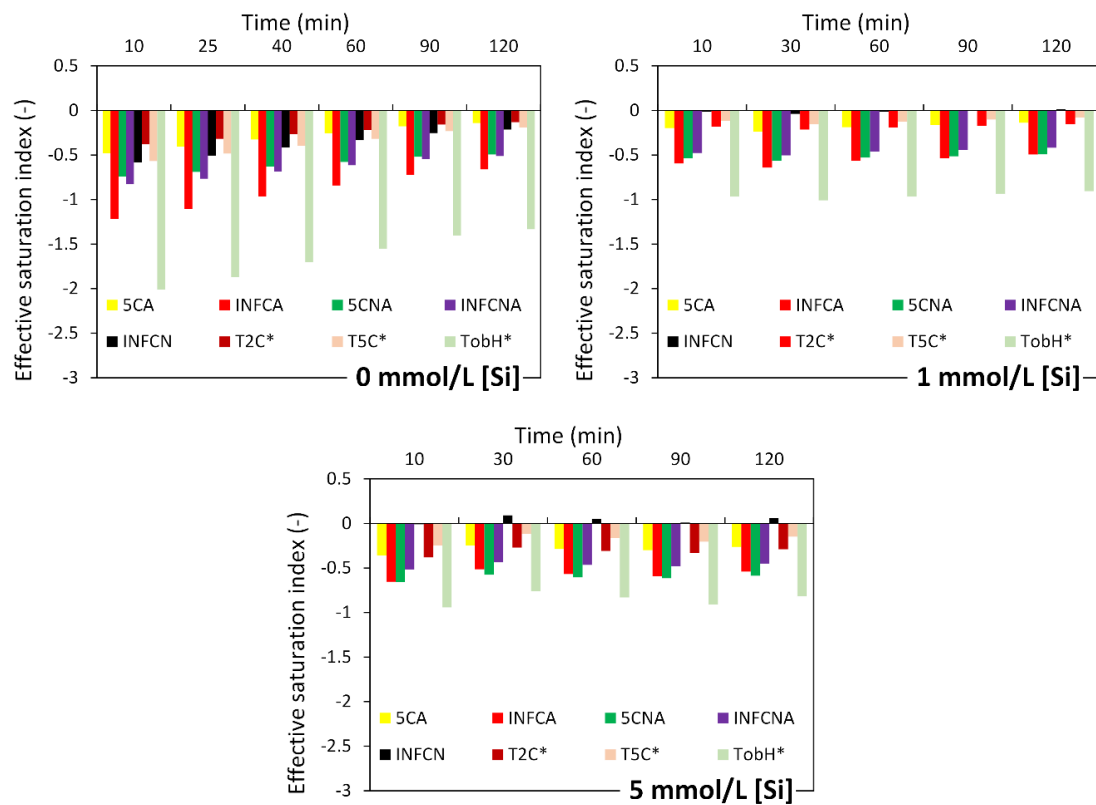 Time (min)
10 25 40 60 90 120
Effective saturation index (-)
0.5
0
-0.5
-1
-1.5
-2
-2.5
-3
5CA INFCA 5CNA INFCNA
INFCN T2C* T5C* TobH*
0 mmol/L [Si]
Time (min)
10 30 60 90 120
Effective saturation index (-)
0.5
0
-0.5
-1
-1.5
-2
-2.5
-3
5CA INFCA 5CNA INFCNA
INFCN T2C* T5C* TobH*
1 mmol/L [Si]
Time (min)
10 30 60 90 120
Effective saturation index (-)
0.5
0
-0.5
-1
-1.5
-2
-2.5
-3
5CA INFCA 5CNA INFCNA
INFCN T2C* T5C* TobH*
5 mmol/L [Si]